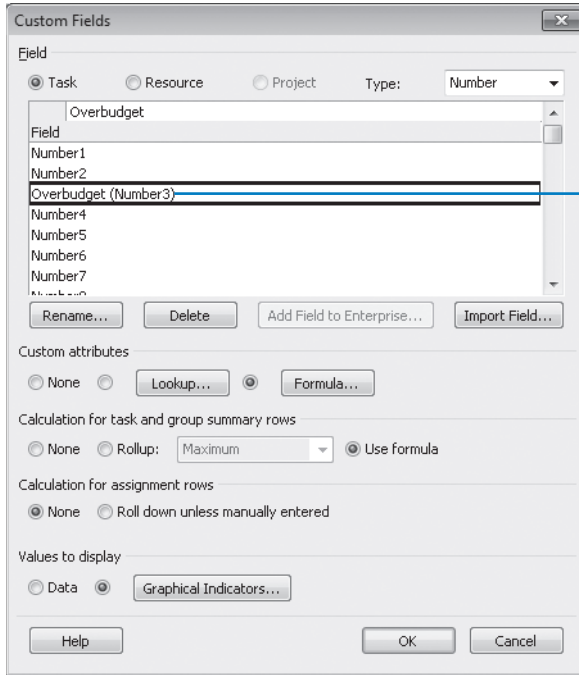 Custom Fields
Field
Task Resource Project Type: Number
Overbudget
Field
Number1
Number2
Overbudget (Number3)
Number4
Number5
Number6
Number7
Rename... Delete Add Field to Enterprise... Import Field...
Custom attributes
None Lookup... Formula...
Calculation for task and group summary rows
None Rollup: Maximum Use formula
Calculation for assignment rows
None Roll down unless manually entered
Values to display
Data Graphical Indicators...
Help OK Cancel